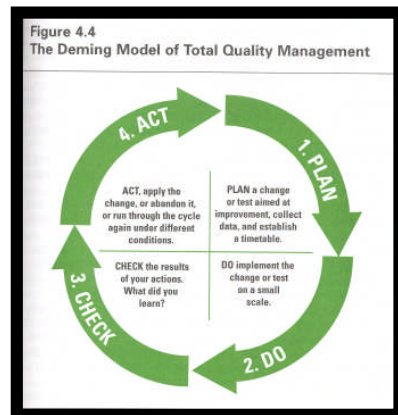 Figure 4.4
The Deming Model of Total Quality Management
4. ACT
1. PLAN
ACT, apply the
change, or abandon it,
or run through the cycle
again under different
conditions.
PLAN a change
or test aimed at
improvement, collect
data, and establish
a timetable.
CHECK the results
of your actions.
What did you
learn?
DO implement the
change or test
on a small
scale.
3. CHECK
2. DO